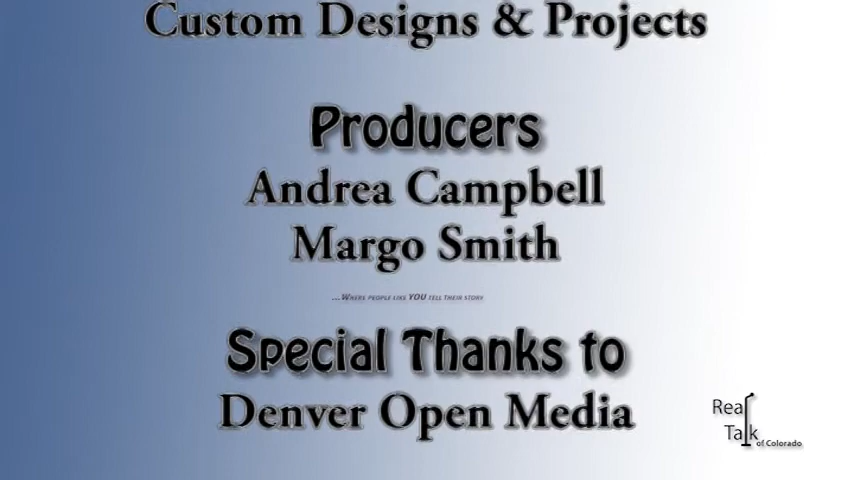 Custom Designs & Projects
Producers
Andrea Campbell
Margo Smith
...Where people like YOU tell their story
Special Thanks to
Denver Open Media
Real
Talk
of Colorado